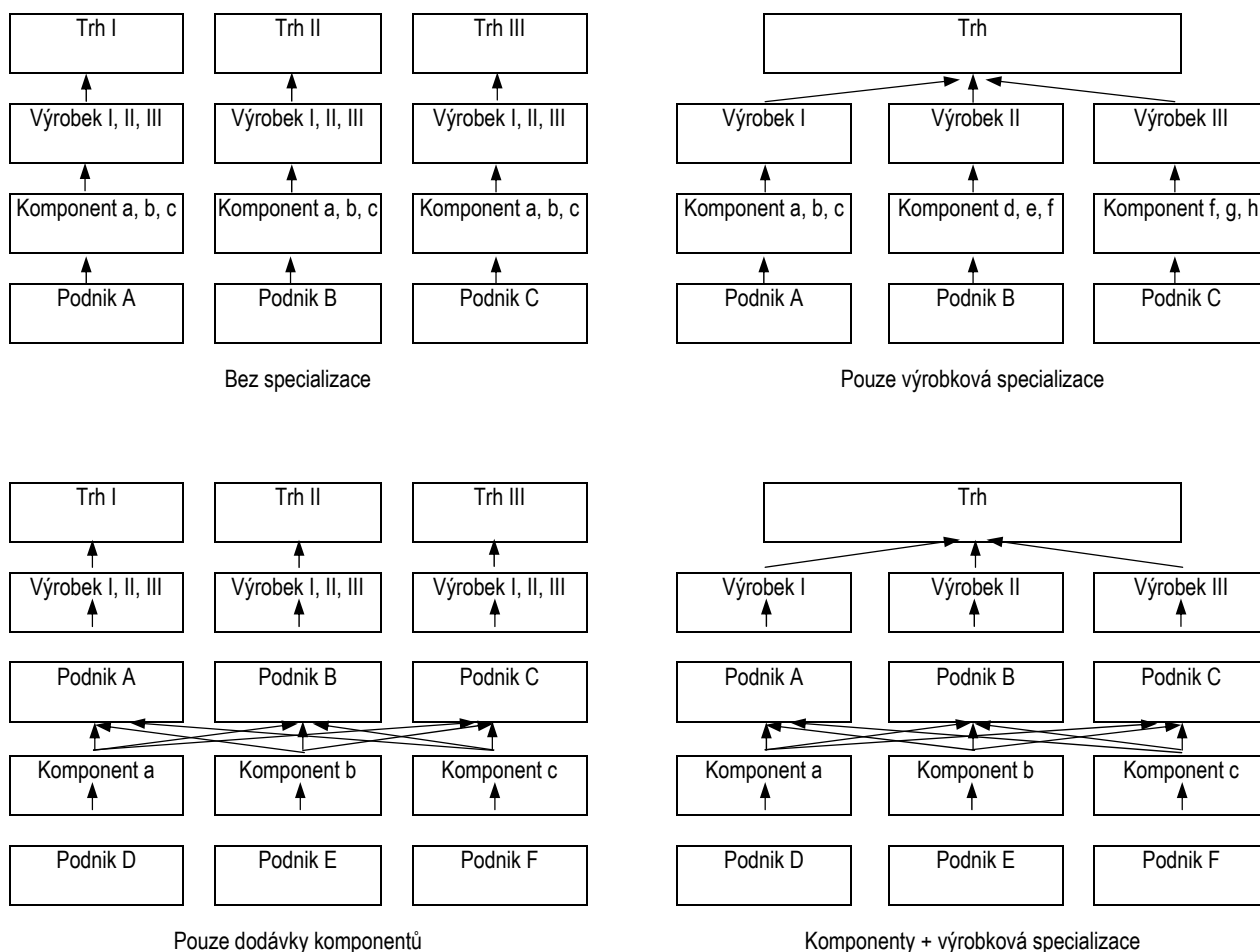 Trh I
Trh II
Trh III
Výrobek I, II, III
Výrobek I, II, III
Výrobek I, II, III
Komponent a, b, c
Komponent a, b, c
Komponent a, b, c
Podnik A
Podnik B
Podnik C
Bez specializace
Trh
Výrobek I
Výrobek II
Výrobek III
Komponent a, b, c
Komponent d, e, f
Komponent f, g, h
Podnik A
Podnik B
Podnik C
Pouze výrobková specializace
Trh I
Trh II
Trh III
Výrobek I, II, III
Výrobek I, II, III
Výrobek I, II, III
Podnik A
Podnik B
Podnik C
Komponent a
Komponent b
Komponent c
Podnik D
Podnik E
Podnik F
Pouze dodávky komponentů
Trh
Výrobek I
Výrobek II
Výrobek III
Podnik A
Podnik B
Podnik C
Komponent a
Komponent b
Komponent c
Podnik D
Podnik E
Podnik F
Komponenty + výrobková specializace